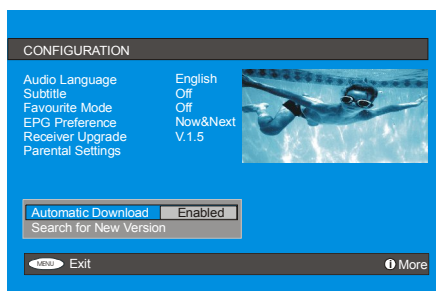 CONFIGURATION
Audio Language English
Subtitle Off
Favourite Mode Off
EPG Preference Now&Next
Receiver Upgrade V.1.5
Parental Settings
Automatic Download Enabled
Search for New Version
MENU Exit i More